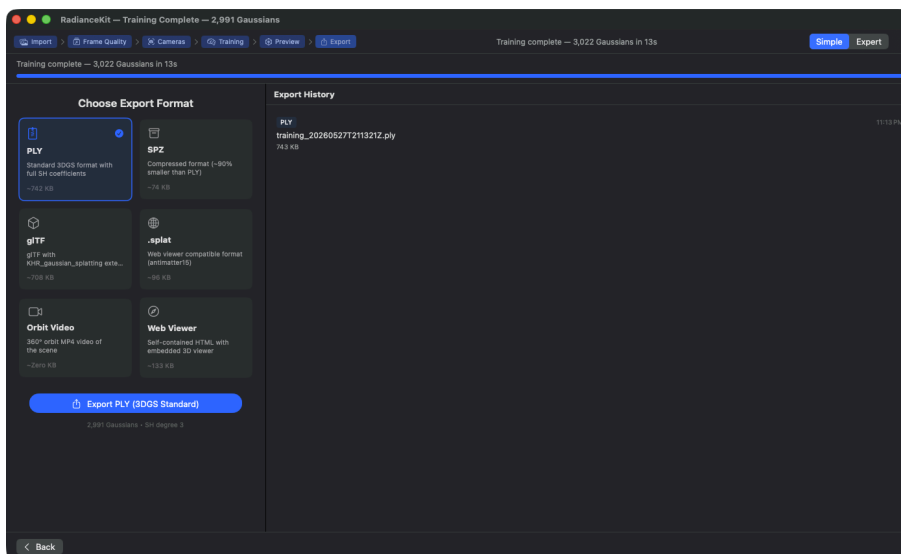 RadianceKit — Training Complete — 2,991 Gaussians
Import > Frame Quality > Cameras > Training > Preview > Export
Training complete — 3,022 Gaussians in 13s
Simple Expert
Training complete — 3,022 Gaussians in 13s
Choose Export Format
PLY
Standard 3DGS format with
full SH coefficients
~742 KB
SPZ
Compressed format (~90%
smaller than PLY)
~74 KB
glTF
glTF with
KHR_gaussian_splatting exte...
~708 KB
.splat
Web viewer compatible format
(antimatter15)
~95 KB
Orbit Video
360° orbit MP4 video of
the scene
~Zero KB
Web Viewer
Self-contained HTML with
embedded 3D viewer
~133 KB
Export PLY (3DGS Standard)
2,991 Gaussians · SH degree 3
Export History
PLY
11:13 PM
training_20260527T211321Z.ply
743 KB
Back